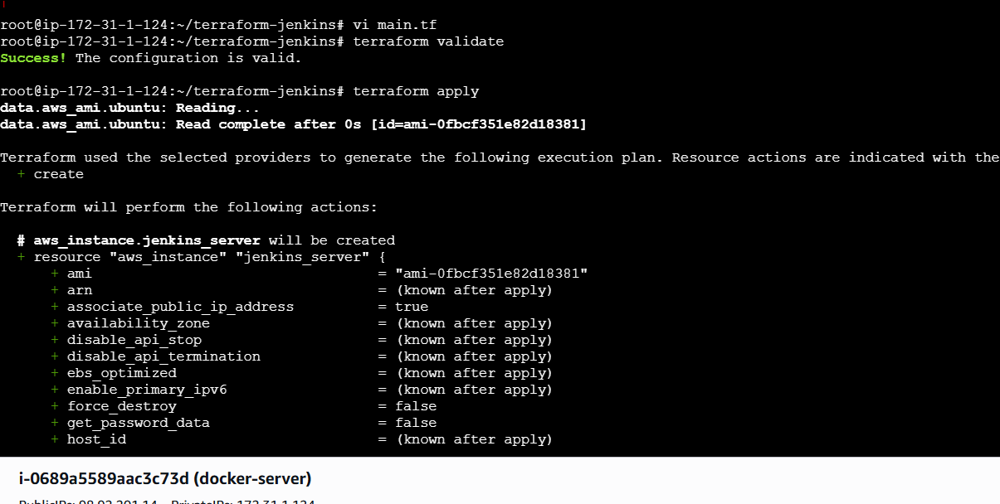 root@ip-172-31-1-124:~/terraform-jenkins# vi main.tf
root@ip-172-31-1-124:~/terraform-jenkins# terraform validate
Success! The configuration is valid.
root@ip-172-31-1-124:~/terraform-jenkins# terraform apply
data.aws_ami.ubuntu: Reading...
data.aws_ami.ubuntu: Read complete after 0s [id=ami-0fbcf351e82d18381]
Terraform used the selected providers to generate the following execution plan. Resource actions are indicated with the
+ create
Terraform will perform the following actions:
# aws_instance.jenkins_server will be created
+ resource "aws_instance" "jenkins_server" {
+ ami = "ami-0fbcf351e82d18381"
+ arn = (known after apply)
+ associate_public_ip_address = true
+ availability_zone = (known after apply)
+ disable_api_stop = (known after apply)
+ disable_api_termination = (known after apply)
+ ebs_optimized = (known after apply)
+ enable_primary_ipv6 = (known after apply)
+ force_destroy = false
+ get_password_data = false
+ host_id = (known after apply)
i-0689a5589aac3c73d (docker-server)
PublicIPs: PrivateIPs: 172.31.1.124